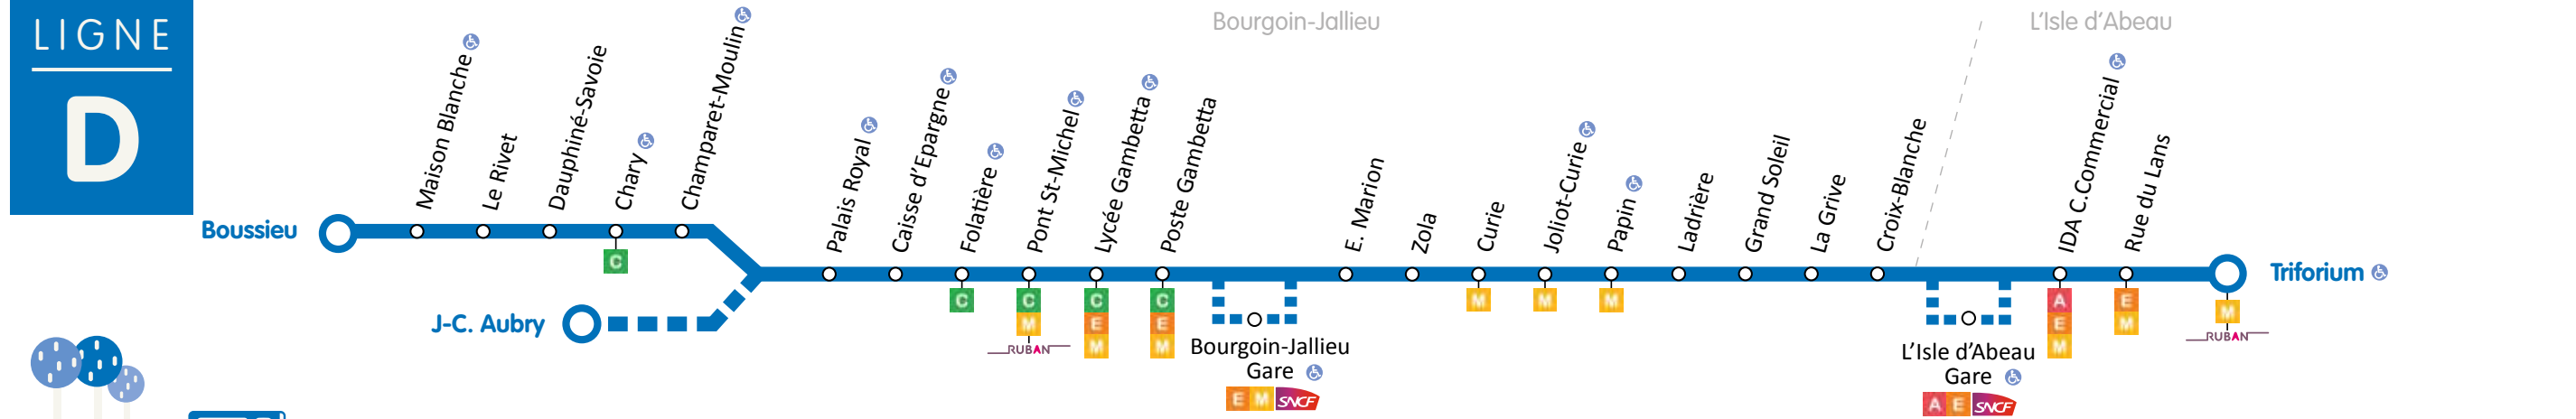 LIGNE
D
Bourgoin-Jallieu
L'Isle d'Abeau
Boussieu
Maison Blanche
Le Rivet
Dauphiné-Savoie
Chary
C
Champaret-Moulin
J-C. Aubry
Palais Royal
Caisse d'Epargne
Folatière
C
Pont St-Michel
C
M
RUBAN
Lycée Gambetta
C
E
M
Poste Gambetta
C
E
M
Bourgoin-Jallieu
Gare
E M SNCF
E. Marion
Zola
Curie
M
Joliot-Curie
M
Papin
M
Ladrière
Grand Soleil
La Grive
Croix-Blanche
L'Isle d'Abeau
Gare
A E SNCF
IDA C.Commercial
A
E
M
Rue du Lans
E
M
Triforium
M
RUBAN